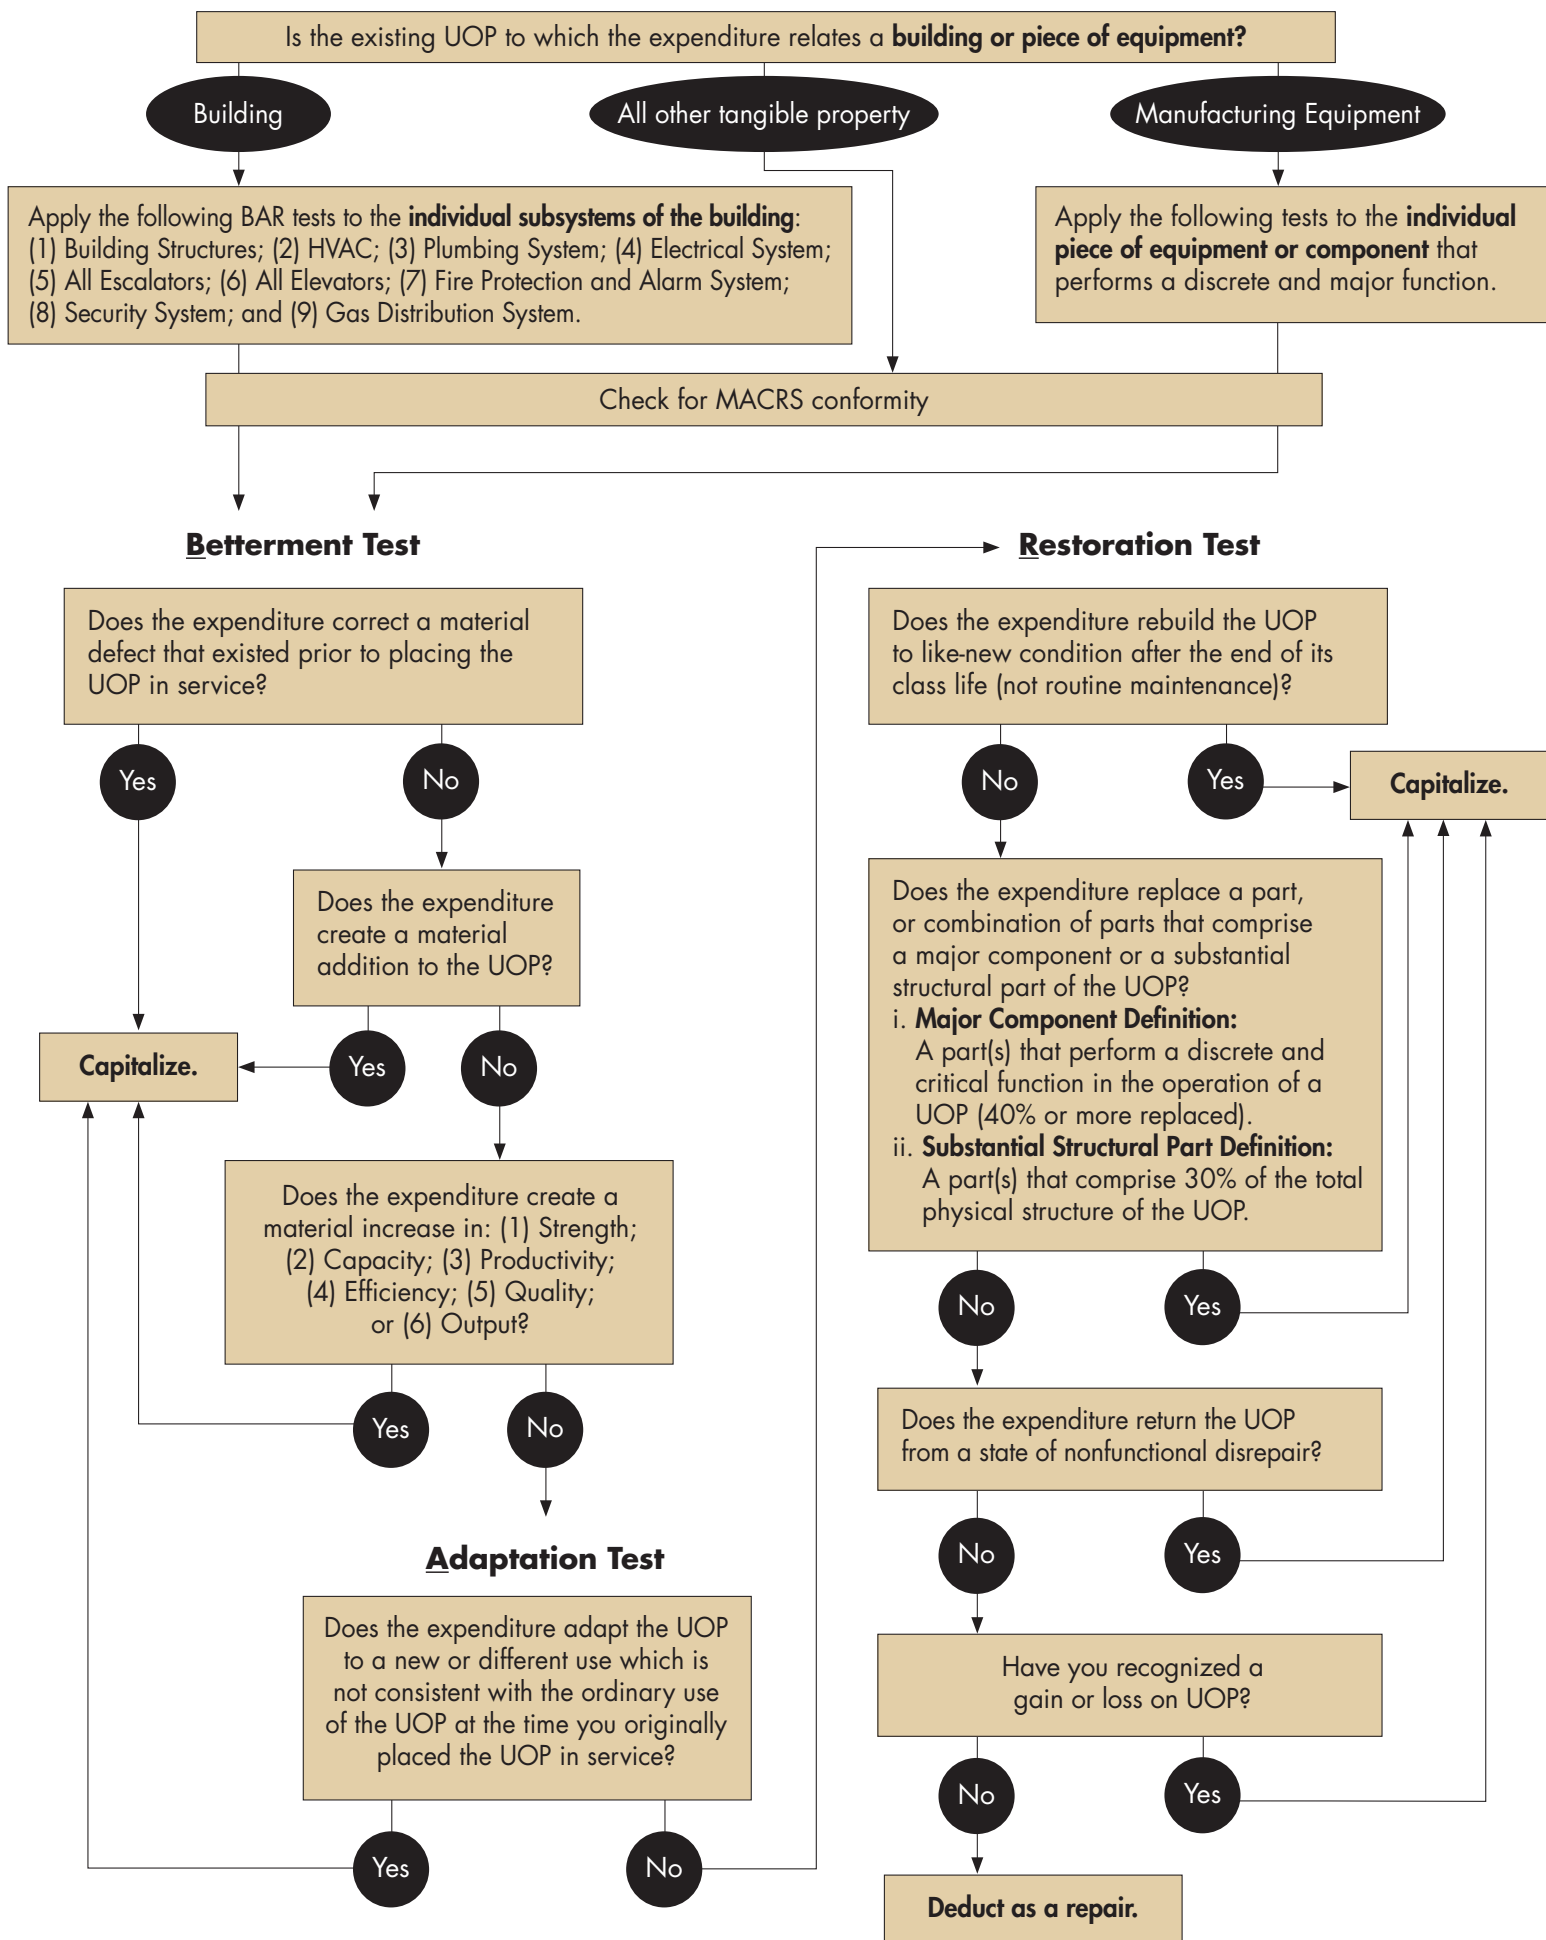 Is the existing UOP to which the expenditure relates a building or piece of equipment?
Building
All other tangible property
Manufacturing Equipment
Apply the following BAR tests to the individual subsystems of the building:
(1) Building Structures; (2) HVAC; (3) Plumbing System; (4) Electrical System;
(5) All Escalators; (6) All Elevators; (7) Fire Protection and Alarm System;
(8) Security System; and (9) Gas Distribution System.
Apply the following tests to the individual
piece of equipment or component that
performs a discrete and major function.
Check for MACRS conformity
Betterment Test
Does the expenditure correct a material
defect that existed prior to placing the
UOP in service?
Yes
No
Does the expenditure
create a material
addition to the UOP?
Capitalize.
Yes
No
Does the expenditure create a
material increase in: (1) Strength;
(2) Capacity; (3) Productivity;
(4) Efficiency; (5) Quality;
or (6) Output?
Yes
No
Adaptation Test
Does the expenditure adapt the UOP
to a new or different use which is
not consistent with the ordinary use
of the UOP at the time you originally
placed the UOP in service?
Yes
No
Restoration Test
Does the expenditure rebuild the UOP
to like-new condition after the end of its
class life (not routine maintenance)?
No
Yes
Capitalize.
Does the expenditure replace a part,
or combination of parts that comprise
a major component or a substantial
structural part of the UOP?
i. Major Component Definition:
A part(s) that perform a discrete and
critical function in the operation of a
UOP (40% or more replaced).
ii. Substantial Structural Part Definition:
A part(s) that comprise 30% of the total
physical structure of the UOP.
No
Yes
Does the expenditure return the UOP
from a state of nonfunctional disrepair?
No
Yes
Have you recognized a
gain or loss on UOP?
No
Yes
Deduct as a repair.